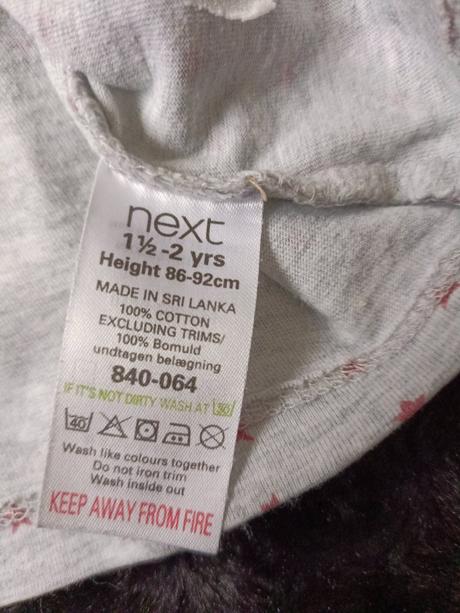 next
1½-2 yrs
Height 86-92cm
MADE IN SRI LANKA
100% COTTON
EXCLUDING TRIMS/
100% Bomuld
undtagen belægning
840-064
IF IT'S NOT DIRTY WASH AT 30
40
Wash like colours together
Do not iron trim
Wash inside out
KEEP AWAY FROM FIRE